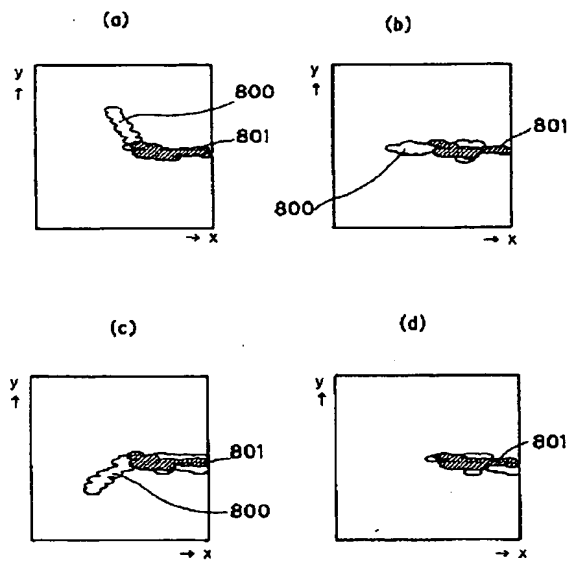 (a)
(b)
y
↑
800
801
→ x
y
↑
801
800
→ x
(c)
(d)
y
↑
801
800
→ x
y
↑
801
→ x